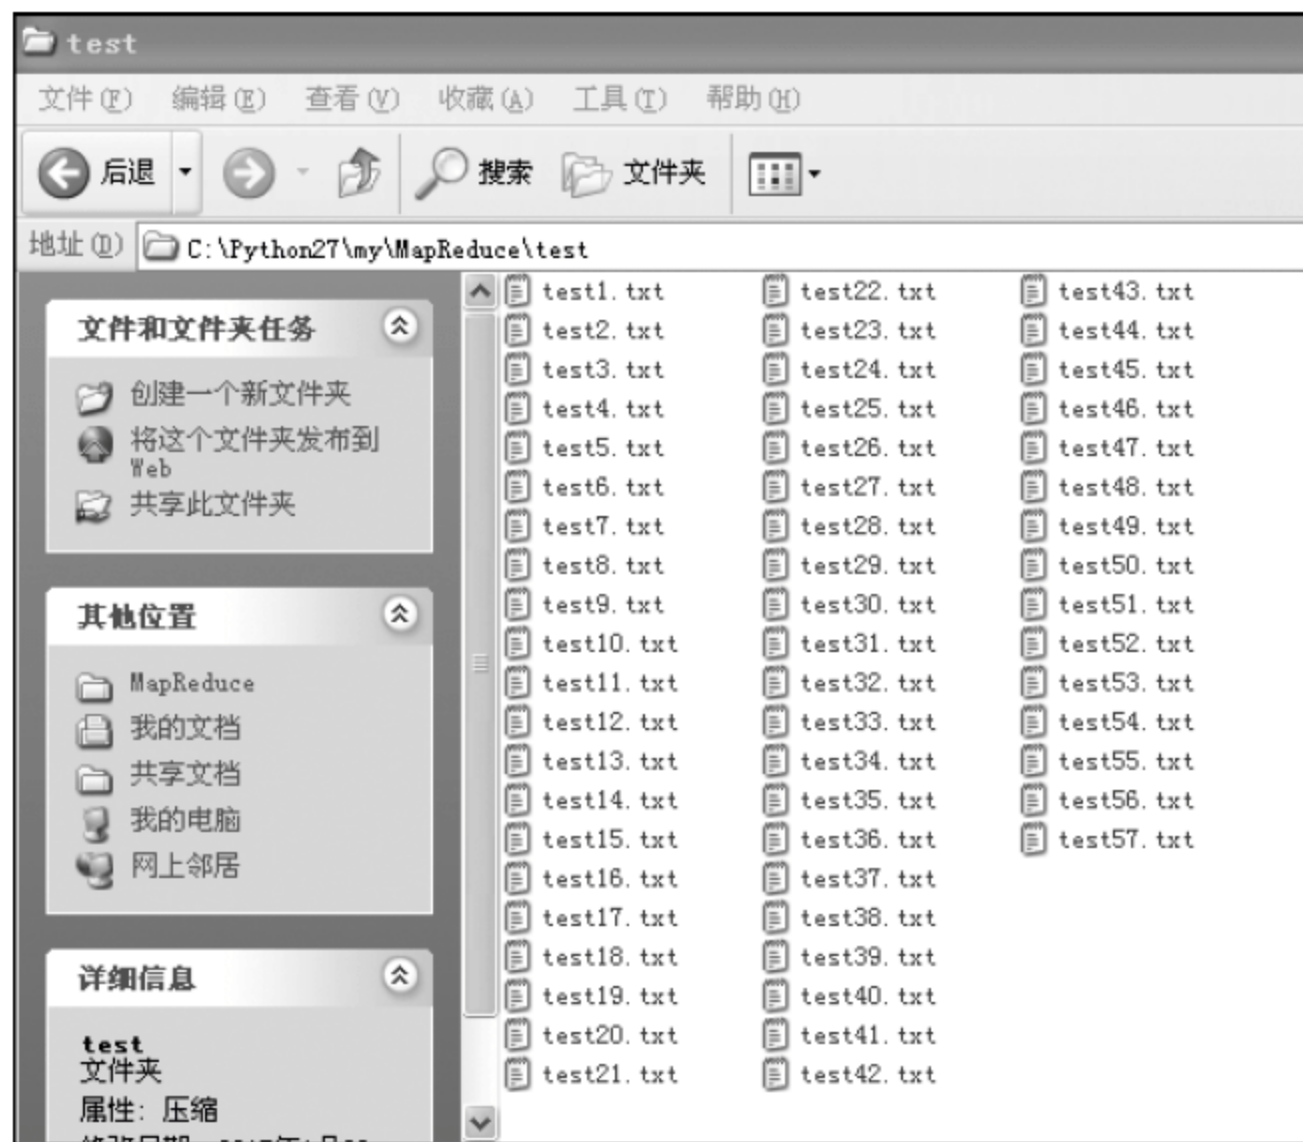 test
文件(F) 编辑(E) 查看(V) 收藏(A) 工具(T) 帮助(H)
后退 搜索 文件夹
地址(D) C:\Python27\my\MapReduce\test
文件和文件夹任务
创建一个新文件夹
将这个文件夹发布到
Web
共享此文件夹
其他位置
MapReduce
我的文档
共享文档
我的电脑
网上邻居
详细信息
test
文件夹
属性: 压缩
test1.txt
test2.txt
test3.txt
test4.txt
test5.txt
test6.txt
test7.txt
test8.txt
test9.txt
test10.txt
test11.txt
test12.txt
test13.txt
test14.txt
test15.txt
test16.txt
test17.txt
test18.txt
test19.txt
test20.txt
test21.txt
test22.txt
test23.txt
test24.txt
test25.txt
test26.txt
test27.txt
test28.txt
test29.txt
test30.txt
test31.txt
test32.txt
test33.txt
test34.txt
test35.txt
test36.txt
test37.txt
test38.txt
test39.txt
test40.txt
test41.txt
test42.txt
test43.txt
test44.txt
test45.txt
test46.txt
test47.txt
test48.txt
test49.txt
test50.txt
test51.txt
test52.txt
test53.txt
test54.txt
test55.txt
test56.txt
test57.txt